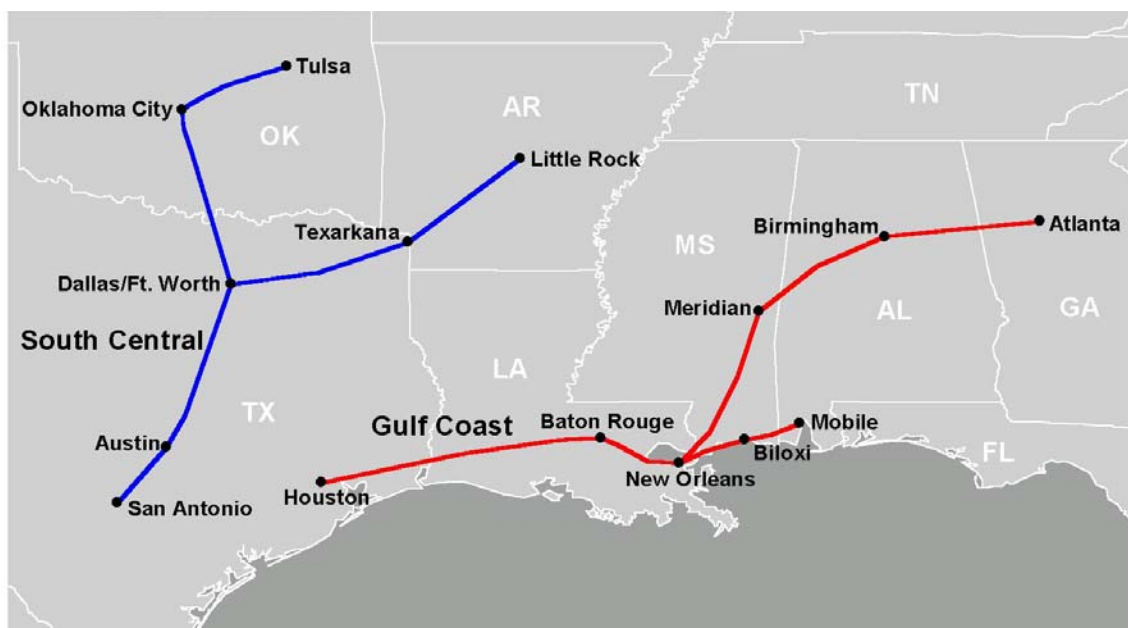 Tulsa
Oklahoma City
TN
AR
OK
Little Rock
Texarkana
Birmingham
Atlanta
MS
Dallas/Ft. Worth
Meridian
AL
GA
South Central
LA
TX
Gulf Coast
Baton Rouge
Mobile
Austin
Biloxi
FL
New Orleans
Houston
San Antonio